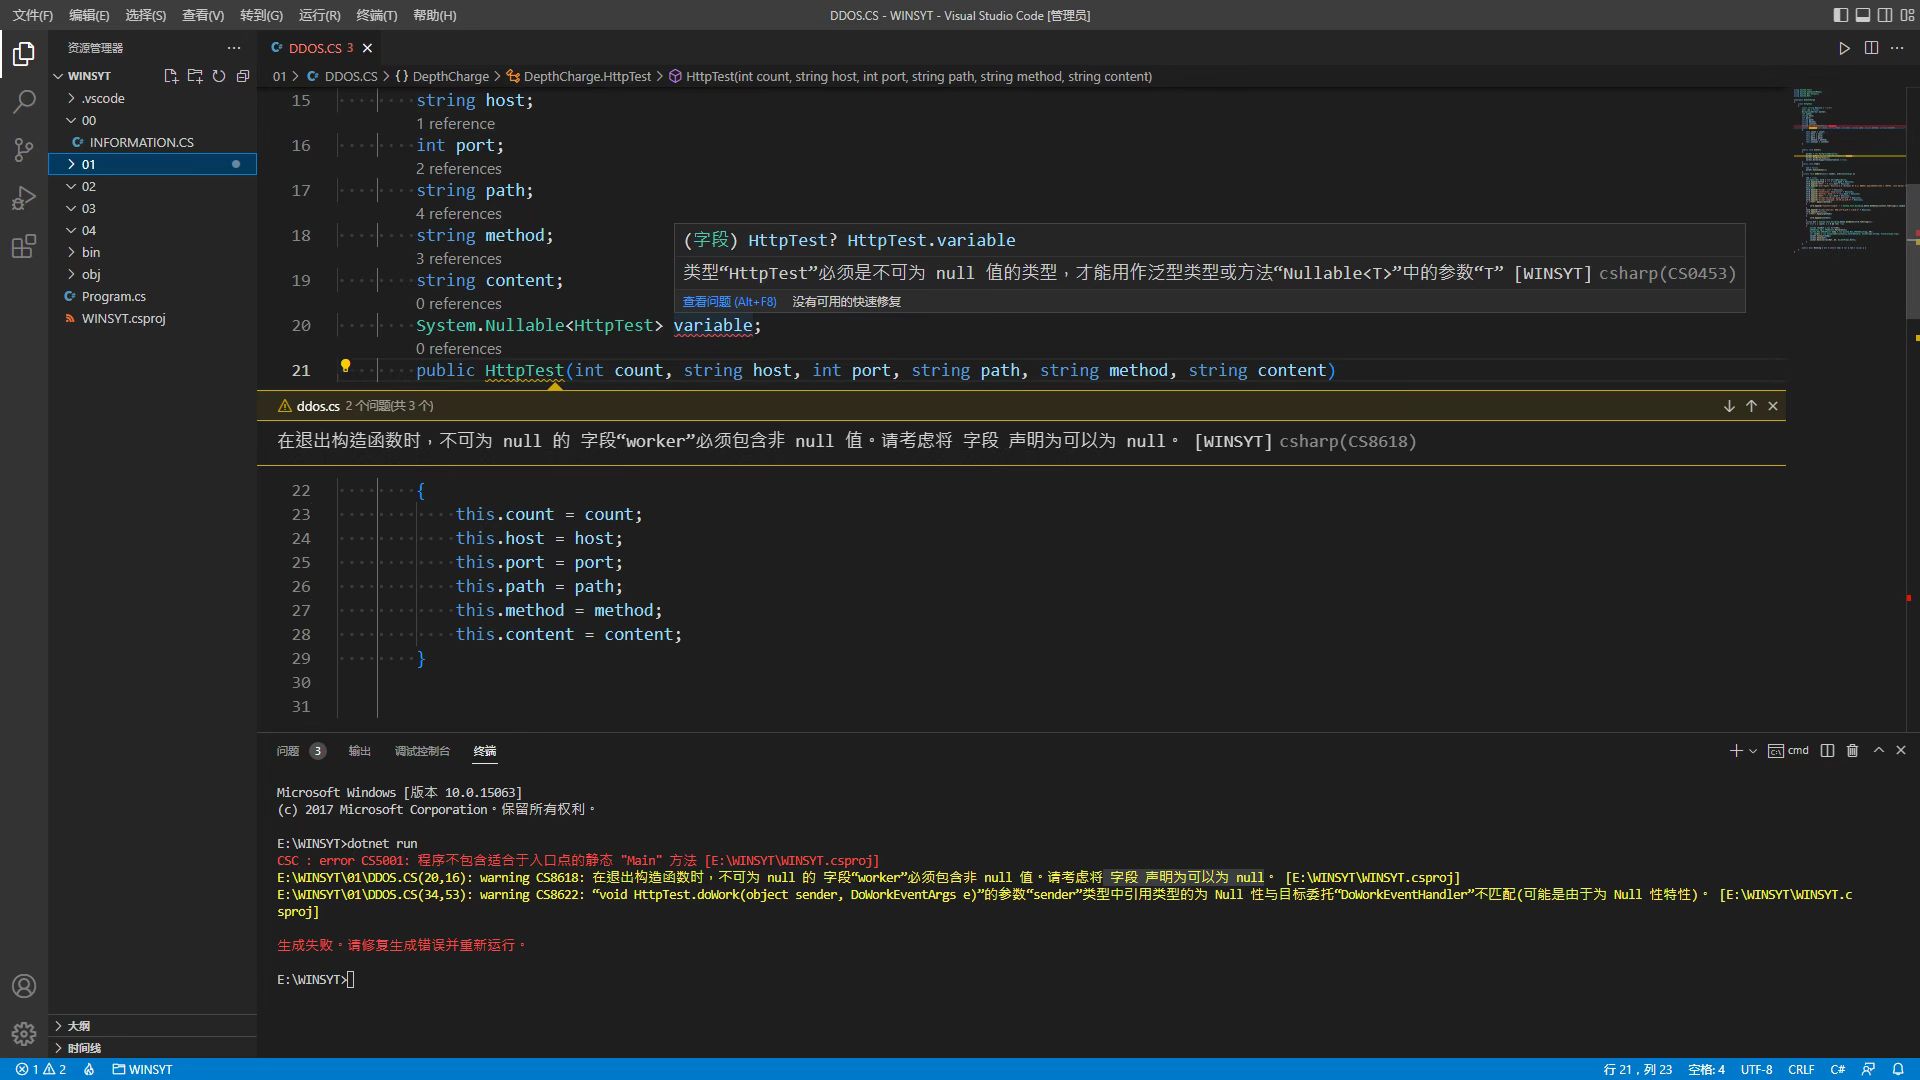 文件(F) 编辑(E) 选择(S) 查看(V) 转到(G) 运行(R) 终端(T) 帮助(H)
DDOS.CS - WINSYT - Visual Studio Code [管理员]
资源管理器
WINSYT
.vscode
00
INFORMATION.CS
01
02
03
04
bin
obj
Program.cs
WINSYT.csproj
大纲
时间线
DDOS.CS 3
01 > DDOS.CS > {} DepthCharge > DepthCharge.HttpTest > HttpTest(int count, string host, int port, string path, string method, string content)
15 string host;
1 reference
16 int port;
2 references
17 string path;
4 references
18 string method;
3 references
19 string content;
0 references
20 System.Nullable<HttpTest> variable;
0 references
21 public HttpTest(int count, string host, int port, string path, string method, string content)
(字段) HttpTest? HttpTest.variable
类型“HttpTest”必须是不可为 null 值的类型，才能用作泛型类型或方法“Nullable<T>”中的参数“T” [WINSYT] csharp(CS0453)
查看问题 (Alt+F8) 没有可用的快速修复
ddos.cs 2 个问题(共 3 个)
在退出构造函数时，不可为 null 的 字段“worker”必须包含非 null 值。请考虑将 字段 声明为可以为 null。 [WINSYT] csharp(CS8618)
22 {
23 this.count = count;
24 this.host = host;
25 this.port = port;
26 this.path = path;
27 this.method = method;
28 this.content = content;
29 }
30
31
问题 3 输出 调试控制台 终端
cmd
Microsoft Windows [版本 10.0.15063]
(c) 2017 Microsoft Corporation。保留所有权利。
E:\WINSYT>dotnet run
CSC : error CS5001: 程序不包含适合于入口点的静态 "Main" 方法 [E:\WINSYT\WINSYT.csproj]
E:\WINSYT\01\DDOS.CS(20,16): warning CS8618: 在退出构造函数时，不可为 null 的 字段“worker”必须包含非 null 值。请考虑将 字段 声明为可以为 null。 [E:\WINSYT\WINSYT.csproj]
E:\WINSYT\01\DDOS.CS(34,53): warning CS8622: “void HttpTest.doWork(object sender, DoWorkEventArgs e)”的参数“sender”类型中引用类型的为 Null 性与目标委托“DoWorkEventHandler”不匹配(可能是由于为 Null 性特性)。 [E:\WINSYT\WINSYT.c
sproj]
生成失败。请修复生成错误并重新运行。
E:\WINSYT>
1 2 WINSYT
行 21，列 23 空格: 4 UTF-8 CRLF C#